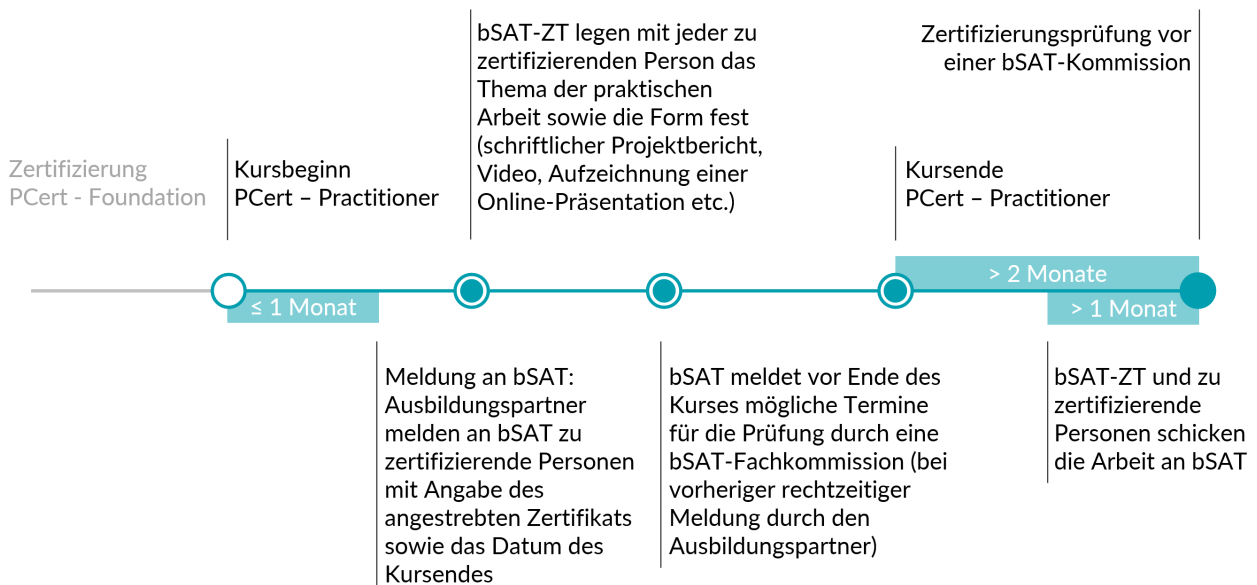 Zertifizierung
PCert - Foundation
Kursbeginn
PCert – Practitioner
bSAT-ZT legen mit jeder zu
zertifizierenden Person das
Thema der praktischen
Arbeit sowie die Form fest
(schriftlicher Projektbericht,
Video, Aufzeichnung einer
Online-Präsentation etc.)
Kursende
PCert – Practitioner
Zertifizierungsprüfung vor
einer bSAT-Kommission
≤ 1 Monat
> 2 Monate
> 1 Monat
Meldung an bSAT:
Ausbildungspartner
melden an bSAT zu
zertifizierende Personen
mit Angabe des
angestrebten Zertifikats
sowie das Datum des
Kursendes
bSAT meldet vor Ende des
Kurses mögliche Termine
für die Prüfung durch eine
bSAT-Fachkommission (bei
vorheriger rechtzeitiger
Meldung durch den
Ausbildungspartner)
bSAT-ZT und zu
zertifizierende
Personen schicken
die Arbeit an bSAT